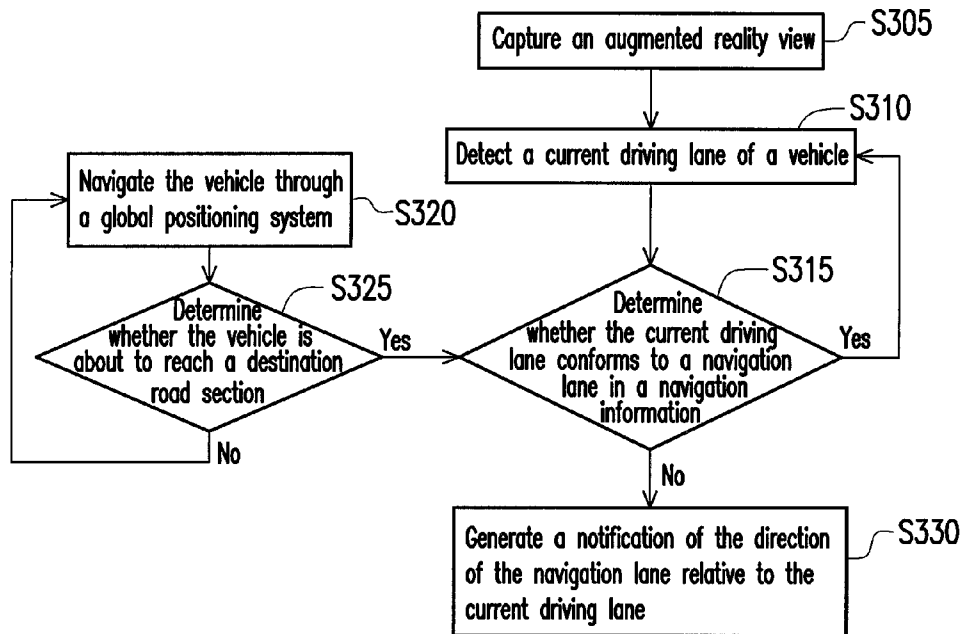 Capture an augmented reality view
S305
S310
Detect a current driving lane of a vehicle
Navigate the vehicle through
a global positioning system
S320
S325
Determine
whether the vehicle is
about to reach a destination
road section
Yes
No
S315
Determine
whether the current driving
lane conforms to a navigation
lane in a navigation
information
Yes
No
Generate a notification of the direction
of the navigation lane relative to the
current driving lane
S330